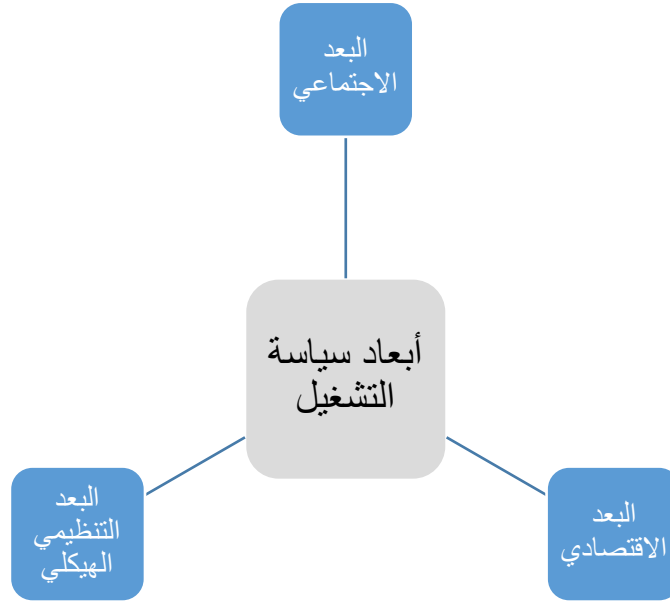 البعد
الاجتماعي
أبعاد سياسة
التشغيل
البعد
الاقتصادي
البعد
التنظيمي
الهيكلي